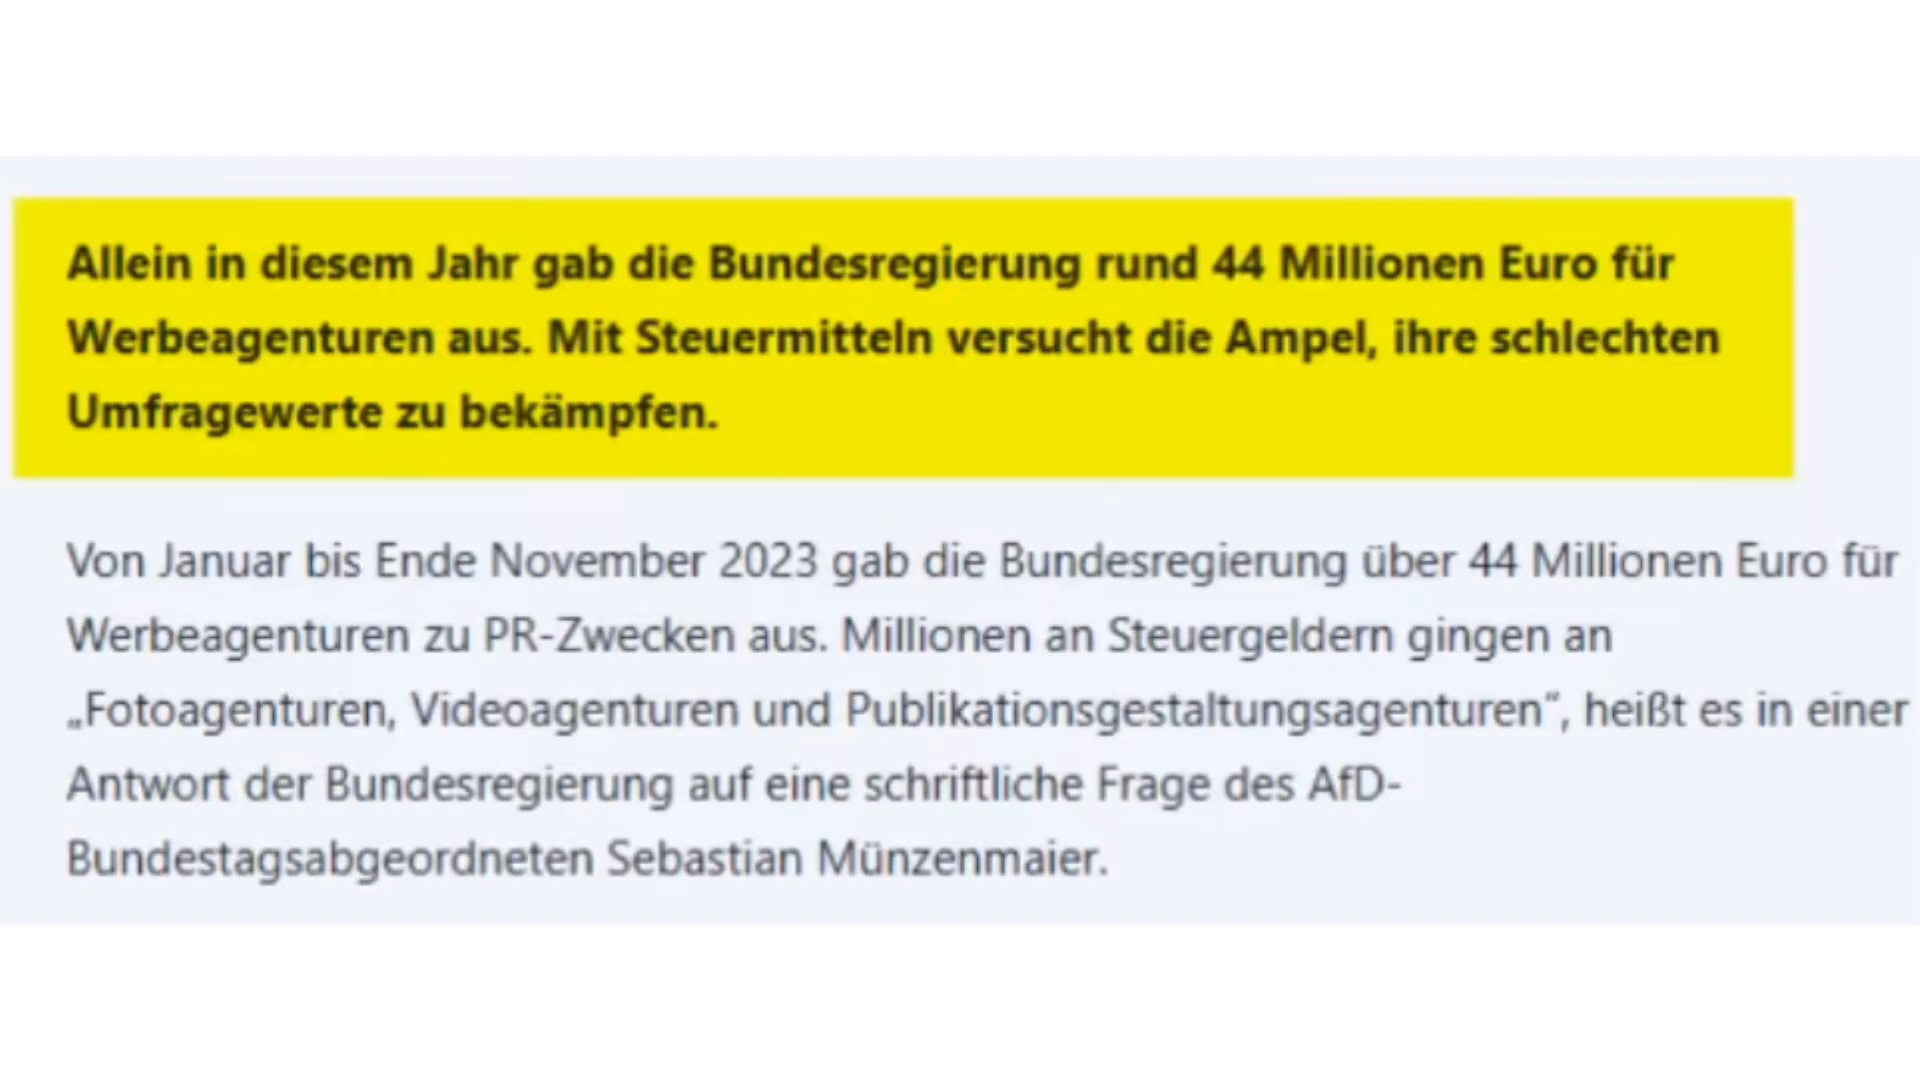 Allein in diesem Jahr gab die Bundesregierung rund 44 Millionen Euro für
Werbeagenturen aus. Mit Steuermitteln versucht die Ampel, ihre schlechten
Umfragewerte zu bekämpfen.
Von Januar bis Ende November 2023 gab die Bundesregierung über 44 Millionen Euro für
Werbeagenturen zu PR-Zwecken aus. Millionen an Steuergeldern gingen an
„Fotoagenturen, Videoagenturen und Publikationsgestaltungsagenturen“, heißt es in einer
Antwort der Bundesregierung auf eine schriftliche Frage des AfD-
Bundestagsabgeordneten Sebastian Münzenmaier.